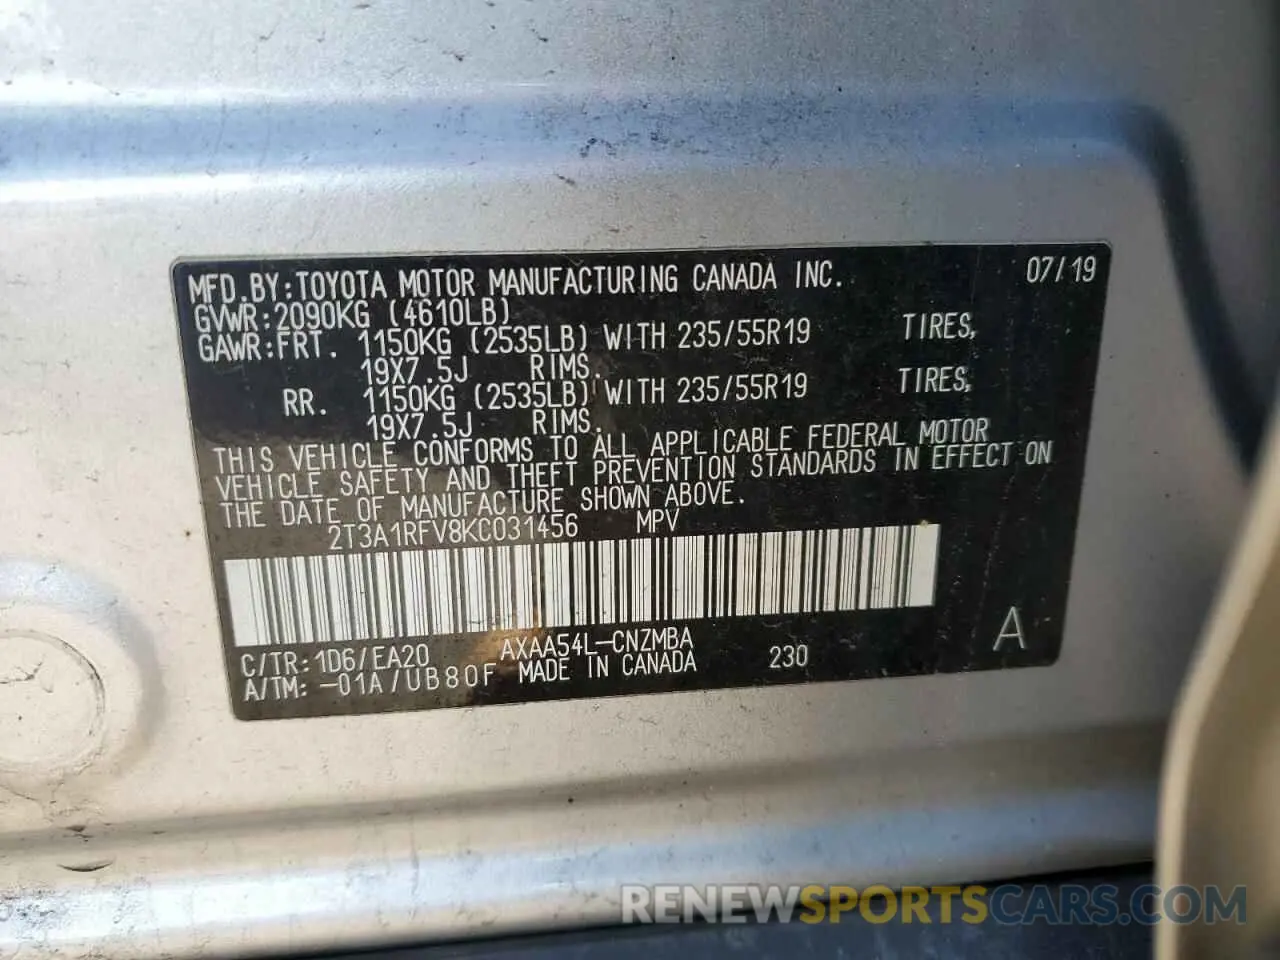 MFD.BY:TOYOTA MOTOR MANUFACTURING CANADA INC. 07/19
GVWR:2090KG (4610LB)
GAWR:FRT. 1150KG (2535LB) WITH 235/55R19 TIRES,
19X7.5J RIMS.
RR. 1150KG (2535LB) WITH 235/55R19 TIRES,
19X7.5J RIMS.
THIS VEHICLE CONFORMS TO ALL APPLICABLE FEDERAL MOTOR
VEHICLE SAFETY AND THEFT PREVENTION STANDARDS IN EFFECT ON
THE DATE OF MANUFACTURE SHOWN ABOVE.
2T3A1RFV8KC031456 MPV
C/TR:1D6/EA20 AXAA54L-CNZMBA 230 A
A/TM:-01A/UB80F MADE IN CANADA
RENEWSPORTSCARS.COM